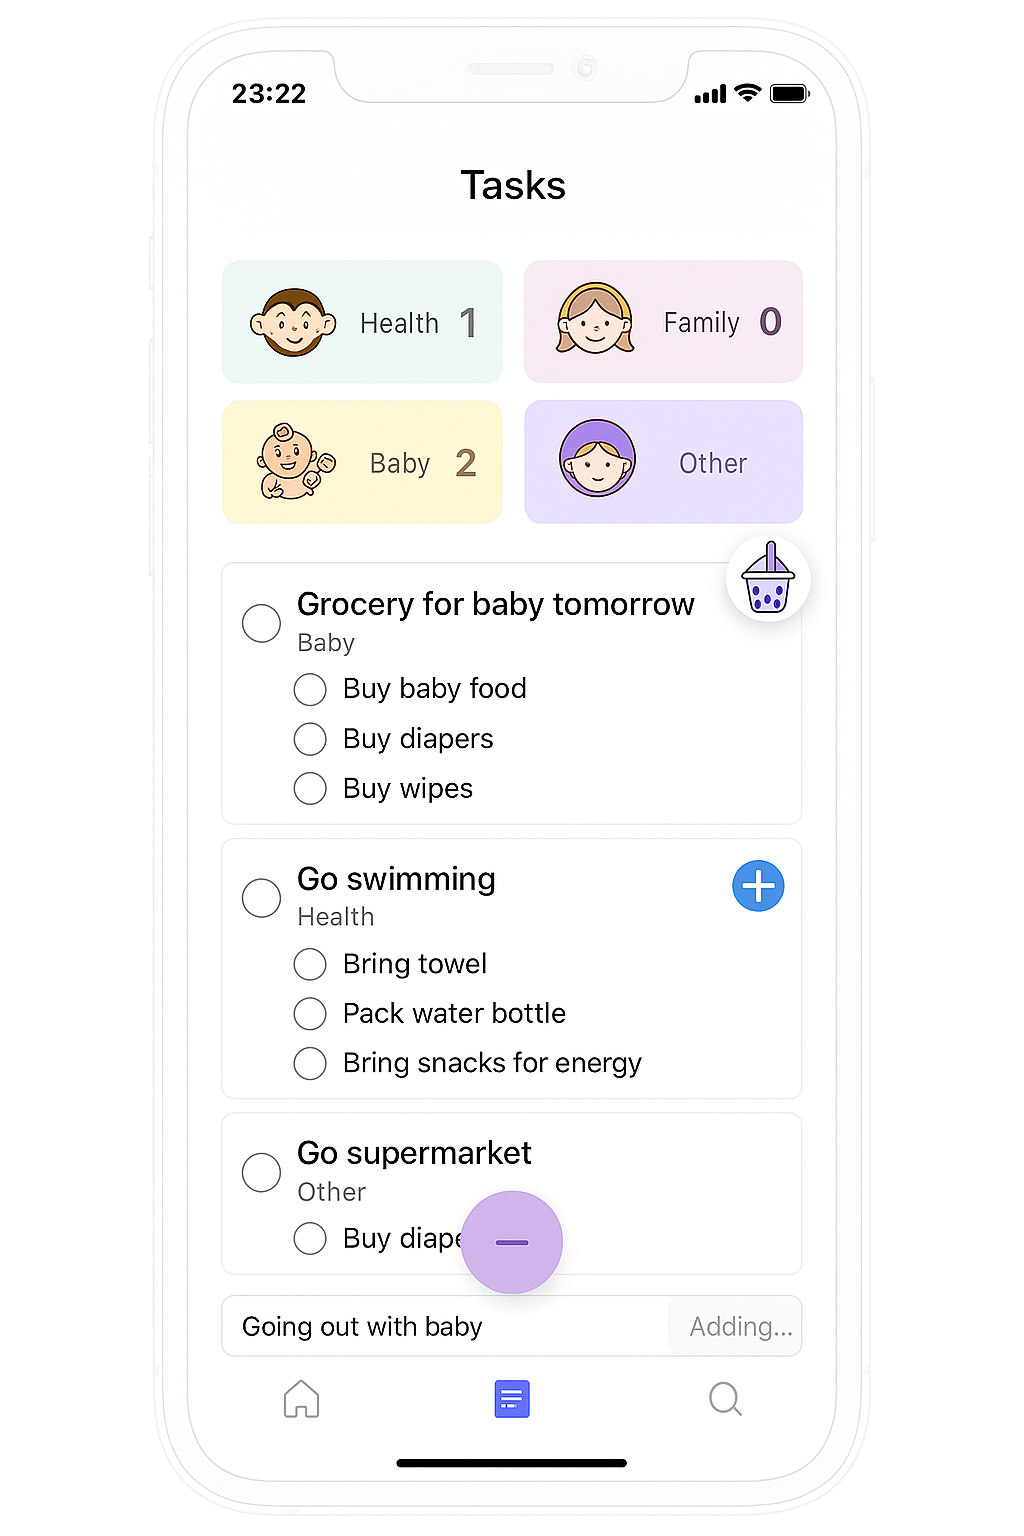 23:22
Tasks
Health 1
Family 0
Baby 2
Other
Grocery for baby tomorrow
Baby
Buy baby food
Buy diapers
Buy wipes
Go swimming
Health
Bring towel
Pack water bottle
Bring snacks for energy
Go supermarket
Other
Buy diape
Going out with baby
Adding...